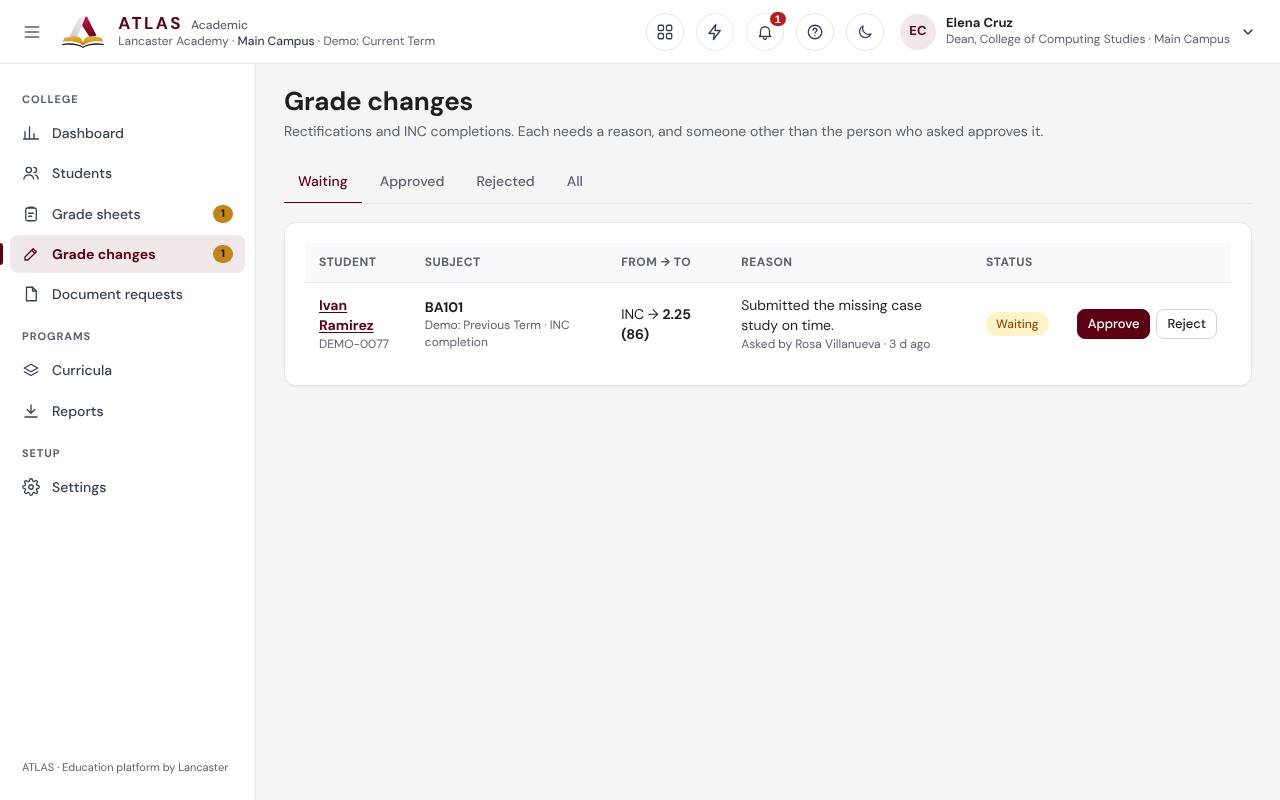 ATLAS Academic
Lancaster Academy · Main Campus · Demo: Current Term
1
EC
Elena Cruz
Dean, College of Computing Studies · Main Campus
COLLEGE
Dashboard
Students
Grade sheets 1
Grade changes 1
Document requests
PROGRAMS
Curricula
Reports
SETUP
Settings
ATLAS · Education platform by Lancaster
Grade changes
Rectifications and INC completions. Each needs a reason, and someone other than the person who asked approves it.
Waiting Approved Rejected All
STUDENT SUBJECT FROM → TO REASON STATUS
Ivan
Ramirez
DEMO-0077
BA101
Demo: Previous Term · INC
completion
INC → 2.25
(86)
Submitted the missing case
study on time.
Asked by Rosa Villanueva · 3 d ago
Waiting
Approve
Reject